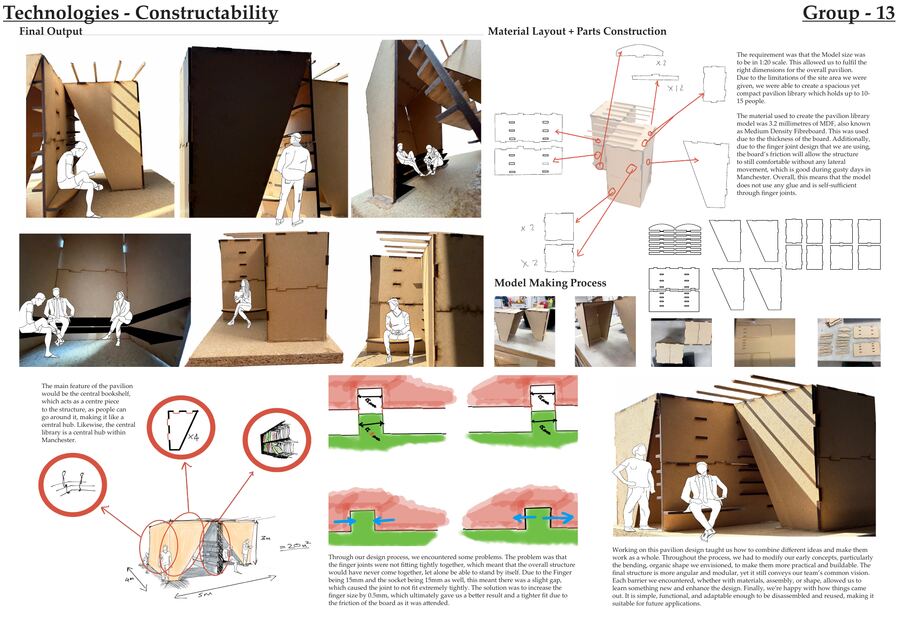 Technologies - Constructability
Group - 13
Final Output
Material Layout + Parts Construction
x 2
x 12
The requirement was that the Model size was
to be in 1:20 scale. This allowed us to fulfil the
right dimensions for the overall pavilion.
Due to the limitations of the site area we were
given, we were able to create a spacious yet
compact pavilion library which holds up to 10-
15 people.
The material used to create the pavilion library
model was 3.2 millimetres of MDF, also known
as Medium Density Fibreboard. This was used
due to the thickness of the board. Additionally,
due to the finger joint design that we are using,
the board's friction will allow the structure
to still comfortable without any lateral
movement, which is good during gusty days in
Manchester. Overall, this means that the model
does not use any glue and is self-sufficient
through finger joints.
x 2
Model Making Process
The main feature of the pavilion
would be the central bookshelf,
which acts as a centre piece
to the structure, as people can
go around it, making it like a
central hub. Likewise, the central
library is a central hub within
Manchester.
x4
3m
=20m²
4m
5m
Through our design process, we encountered some problems. The problem was that
the finger joints were not fitting tightly together, which meant that the overall structure
would have never come together, let alone be able to stand by itself. Due to the Finger
being 15mm and the socket being 15mm as well, this meant there was a slight gap,
which caused the joint to not fit extremely tightly. The solution was to increase the
finger size by 0.5mm, which ultimately gave us a better result and a tighter fit due to
the friction of the board as it was attended.
Working on this pavilion design taught us how to combine different ideas and make them
work as a whole. Throughout the process, we had to modify our early concepts, particularly
the bending, organic shape we envisioned, to make them more practical and buildable. The
final structure is more angular and modular, yet it still conveys our team's common vision.
Each barrier we encountered, whether with materials, assembly, or shape, allowed us to
learn something new and enhance the design. Finally, we're happy with how things came
out. It is simple, functional, and adaptable enough to be disassembled and reused, making it
suitable for future applications.